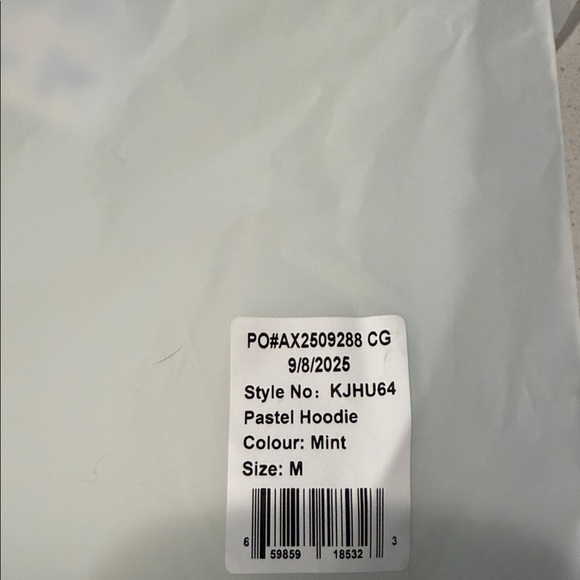 PO#AX2509288 CG
9/8/2025
Style No: KJHU64
Pastel Hoodie
Colour: Mint
Size: M
6 59859 18532 3